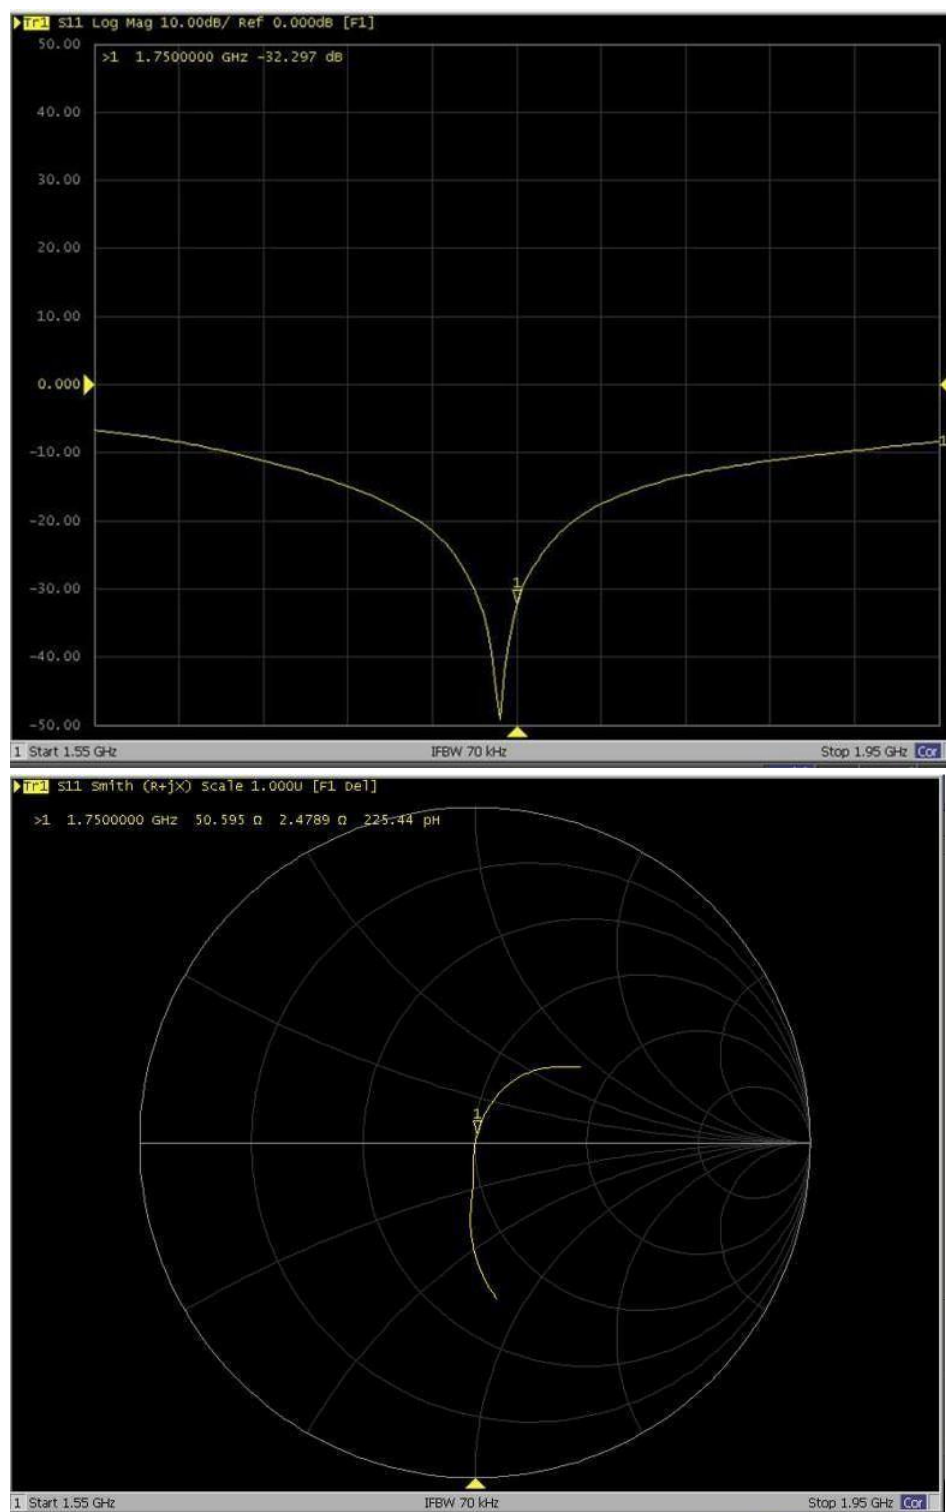 Tr1 S11 Log Mag 10.00dB/ Ref 0.000dB [F1]
50.00
>1 1.7500000 GHz -32.297 dB
40.00
30.00
20.00
10.00
0.000
-10.00
1
-20.00
-30.00
1
-40.00
-50.00
1 Start 1.55 GHz IFBW 70 kHz Stop 1.95 GHz Cor
Tr1 S11 Smith (R+jX) Scale 1.000U [F1 Del]
>1 1.7500000 GHz 50.595 Ω 2.4789 Ω 225.44 pH
1
1 Start 1.55 GHz IFBW 70 kHz Stop 1.95 GHz Cor